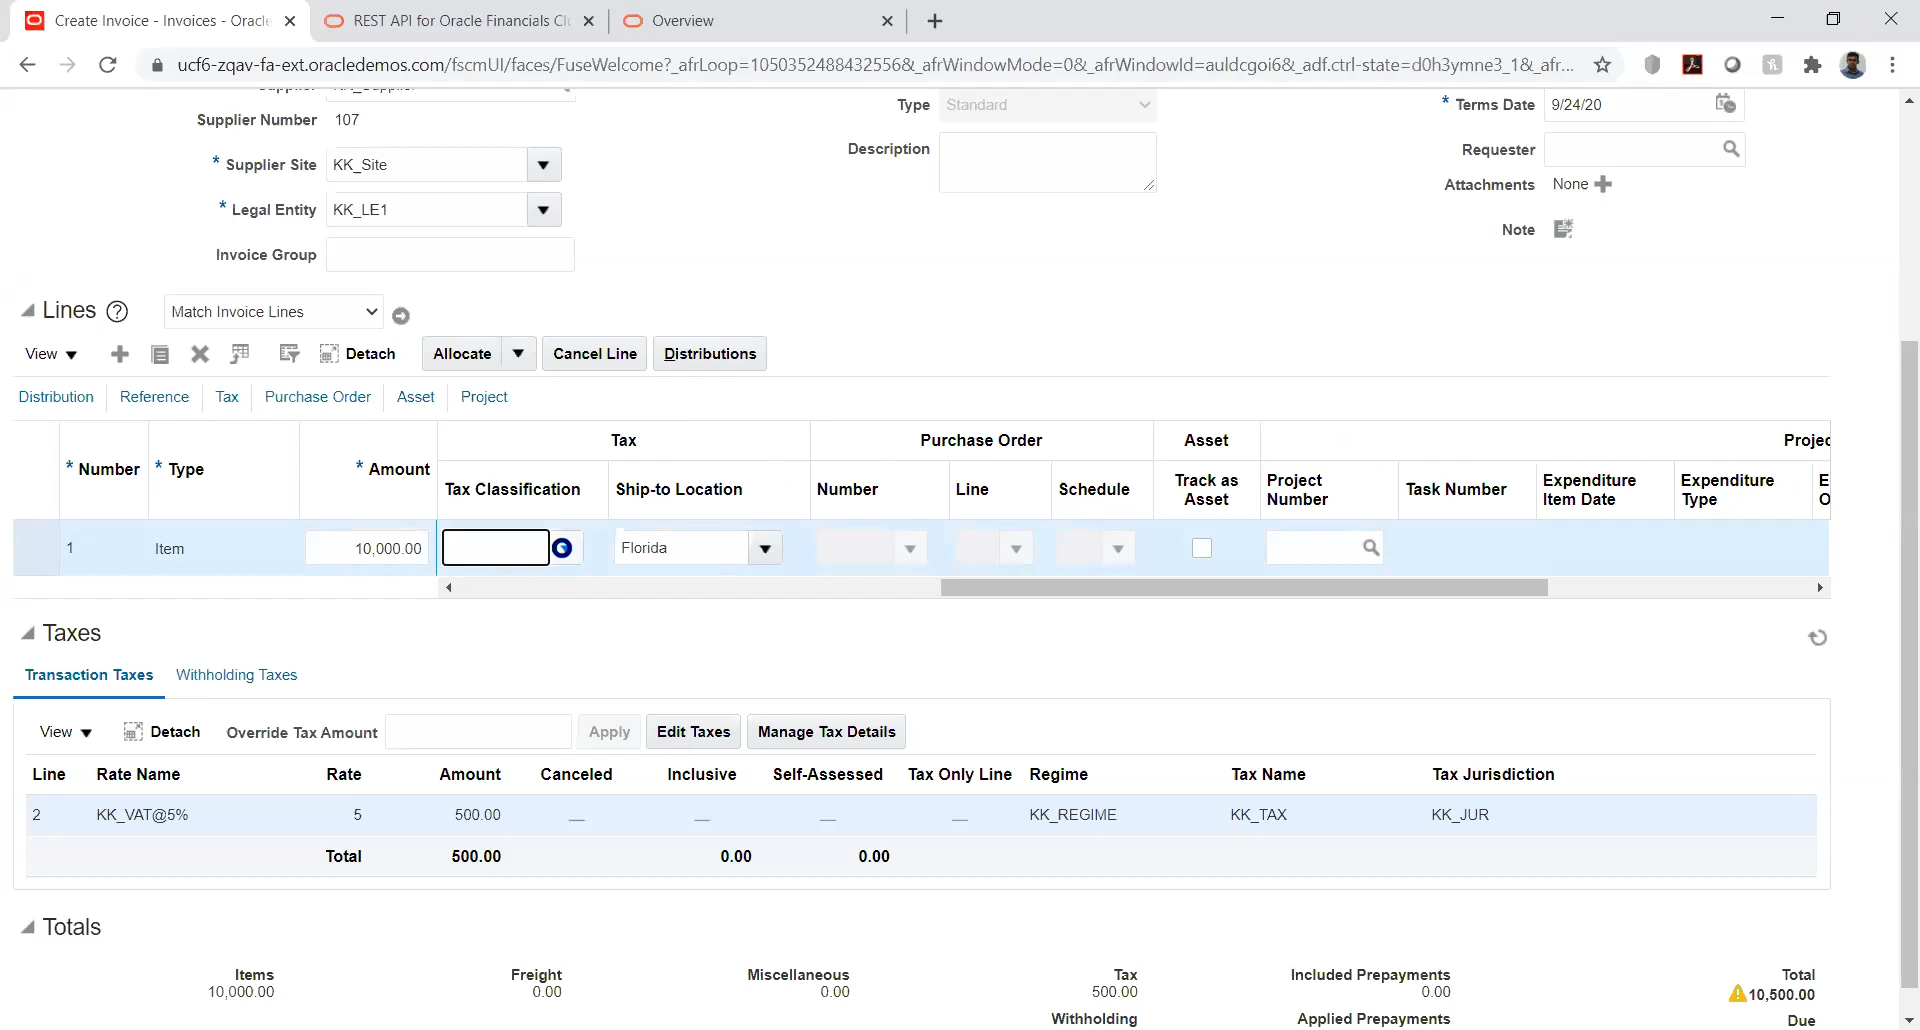 Create Invoice - Invoices - Oracle
REST API for Oracle Financials Clo
Overview
ucf6-zqav-fa-ext.oracledemos.com/fscmUI/faces/FuseWelcome?_afrLoop=10503524888432556&_afrWindowMode=0&_afrWindowId=auldcgoi6&_adf.ctrl-state=d0h3ymne3_1&_afr...
Supplier KK_Supplier
Supplier Number 107
* Supplier Site KK_Site
* Legal Entity KK_LE1
Invoice Group
Type Standard
Description
* Terms Date 9/24/20
Requester
Attachments None
Note
Lines Match Invoice Lines
View Detach Allocate Cancel Line Distributions
Distribution Reference Tax Purchase Order Asset Project
Tax Purchase Order Asset Projec
* Number * Type * Amount Tax Classification Ship-to Location Number Line Schedule Track as Asset Project Number Task Number Expenditure Item Date Expenditure Type E O
1 Item 10,000.00 Florida
Taxes
Transaction Taxes Withholding Taxes
View Detach Override Tax Amount Apply Edit Taxes Manage Tax Details
Line Rate Name Rate Amount Canceled Inclusive Self-Assessed Tax Only Line Regime Tax Name Tax Jurisdiction
2 KK_VAT@5% 5 500.00 KK_REGIME KK_TAX KK_JUR
Total 500.00 0.00 0.00
Totals
Items Freight Miscellaneous Tax Included Prepayments Total
10,000.00 0.00 0.00 500.00 0.00 10,500.00
Withholding Applied Prepayments Due